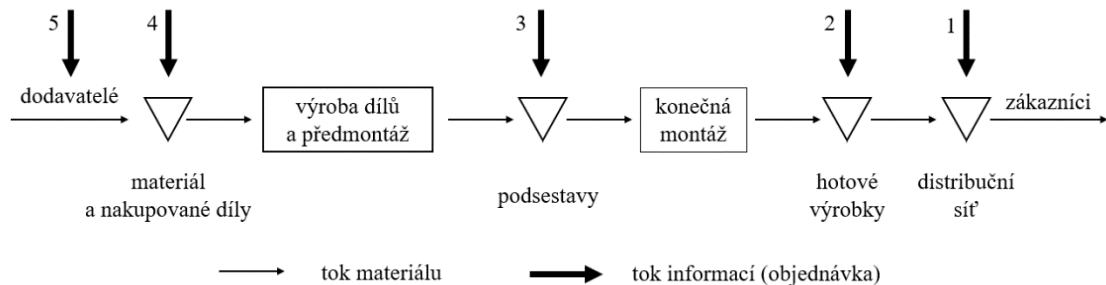 5
4
3
2
1
dodavatelé
výroba dílů
a předmontáž
konečná
montáž
zákazníci
materiál
a nakupované díly
podsestavy
hotové
výrobky
distribuční
síť
tok materiálu
tok informací (objednávka)